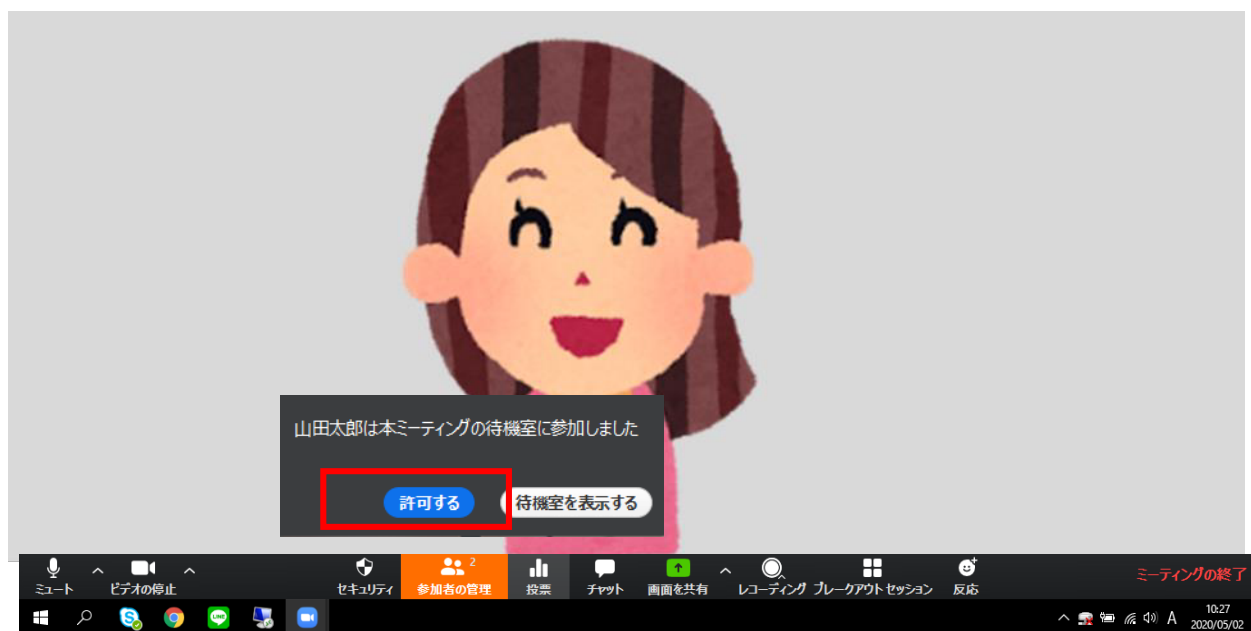 山田太郎は本ミーティングの待機室に参加しました
許可する 待機室を表示する
2
ミュート ビデオの停止 セキュリティ 参加者の管理 投票 チャット 画面を共有 レコーディング ブレークアウト セッション 反応 ミーティングの終了
S LINE A 10:27
2020/05/02